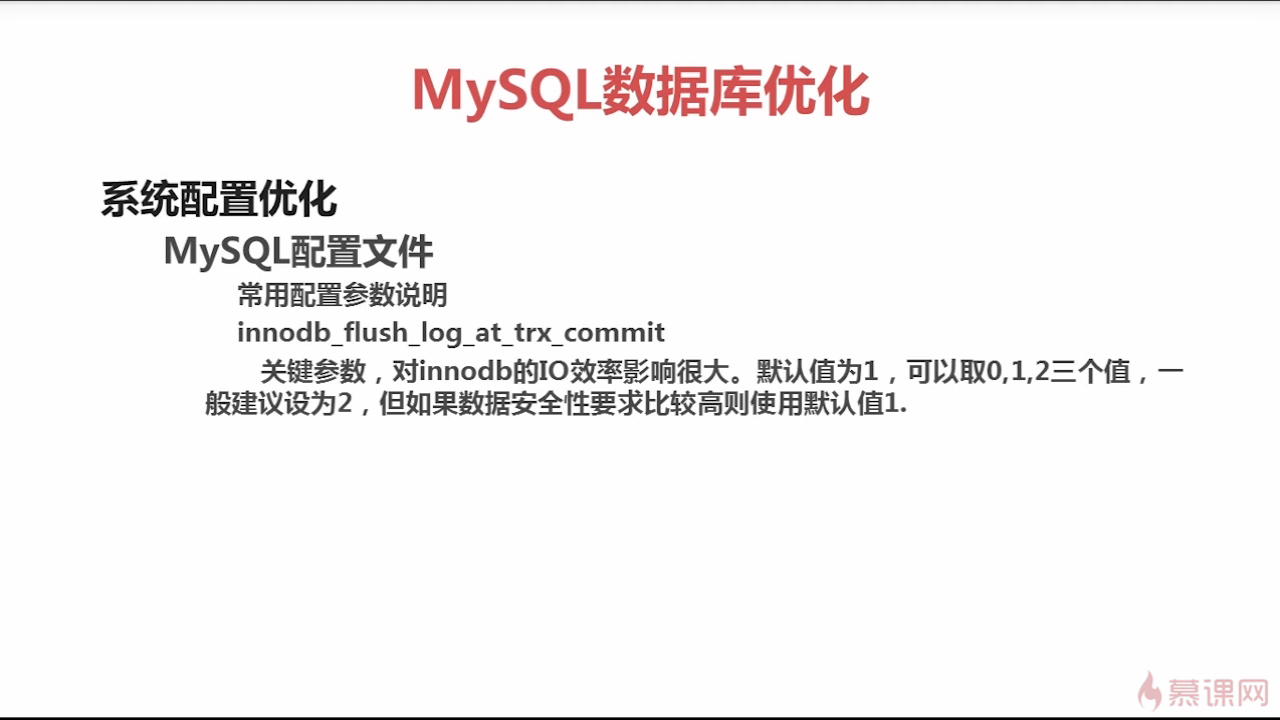 MySQL数据库优化
系统配置优化
MySQL配置文件
常用配置参数说明
innodb_flush_log_at_trx_commit
关键参数，对innodb的IO效率影响很大。默认值为1，可以取0,1,2三个值，一
般建议设为2，但如果数据安全性要求比较高则使用默认值1.
慕课网